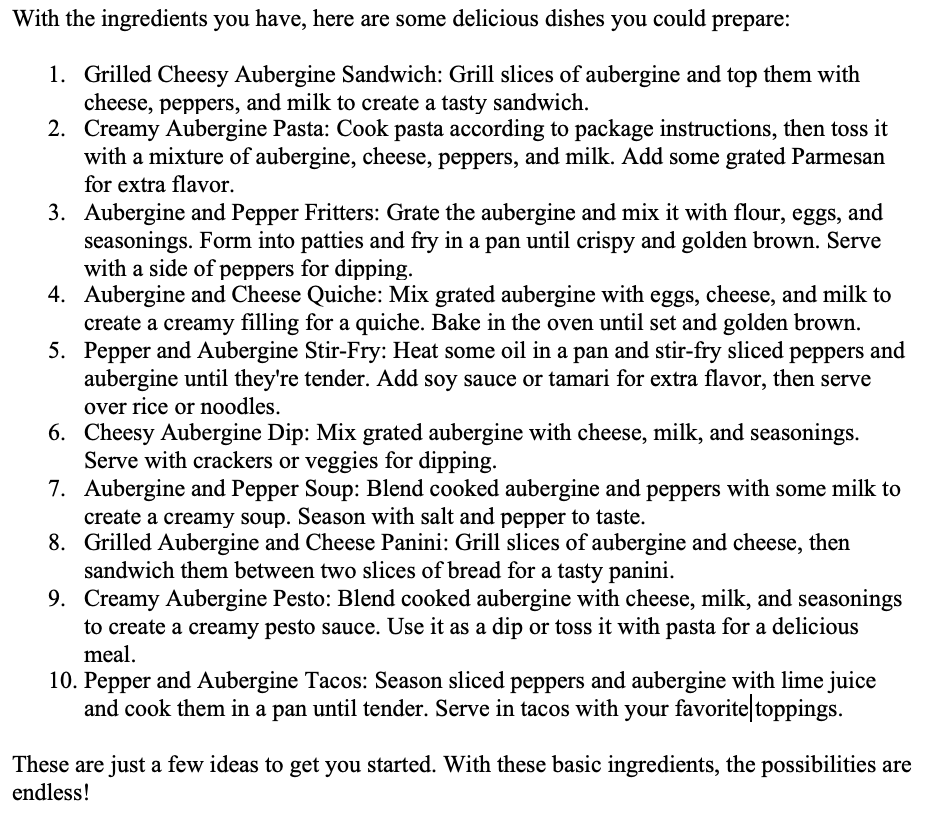 With the ingredients you have, here are some delicious dishes you could prepare:
1. Grilled Cheesy Aubergine Sandwich: Grill slices of aubergine and top them with
cheese, peppers, and milk to create a tasty sandwich.
2. Creamy Aubergine Pasta: Cook pasta according to package instructions, then toss it
with a mixture of aubergine, cheese, peppers, and milk. Add some grated Parmesan
for extra flavor.
3. Aubergine and Pepper Fritters: Grate the aubergine and mix it with flour, eggs, and
seasonings. Form into patties and fry in a pan until crispy and golden brown. Serve
with a side of peppers for dipping.
4. Aubergine and Cheese Quiche: Mix grated aubergine with eggs, cheese, and milk to
create a creamy filling for a quiche. Bake in the oven until set and golden brown.
5. Pepper and Aubergine Stir-Fry: Heat some oil in a pan and stir-fry sliced peppers and
aubergine until they're tender. Add soy sauce or tamari for extra flavor, then serve
over rice or noodles.
6. Cheesy Aubergine Dip: Mix grated aubergine with cheese, milk, and seasonings.
Serve with crackers or veggies for dipping.
7. Aubergine and Pepper Soup: Blend cooked aubergine and peppers with some milk to
create a creamy soup. Season with salt and pepper to taste.
8. Grilled Aubergine and Cheese Panini: Grill slices of aubergine and cheese, then
sandwich them between two slices of bread for a tasty panini.
9. Creamy Aubergine Pesto: Blend cooked aubergine with cheese, milk, and seasonings
to create a creamy pesto sauce. Use it as a dip or toss it with pasta for a delicious
meal.
10. Pepper and Aubergine Tacos: Season sliced peppers and aubergine with lime juice
and cook them in a pan until tender. Serve in tacos with your favorite toppings.
These are just a few ideas to get you started. With these basic ingredients, the possibilities are
endless!